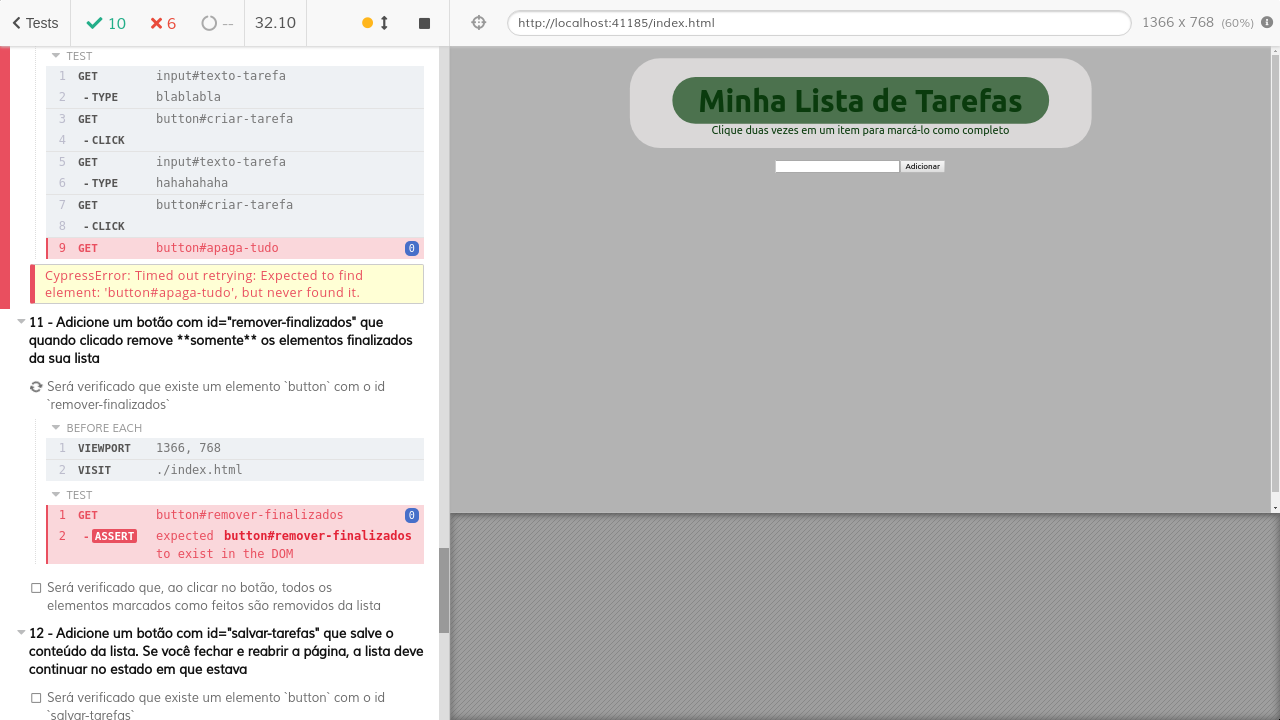 Tests
10
6
--
32.10
http://localhost:41185/index.html
1366 x 768 (60%)
TEST
1 GET input#texto-tarefa
2 -TYPE blablabla
3 GET button#criar-tarefa
4 -CLICK
5 GET input#texto-tarefa
6 -TYPE hahahahaha
7 GET button#criar-tarefa
8 -CLICK
9 GET button#apaga-tudo 0
CypressError: Timed out retrying: Expected to find
element: 'button#apaga-tudo', but never found it.
11 - Adicione um botão com id="remover-finalizados" que
quando clicado remove **somente** os elementos finalizados
da sua lista
Será verificado que existe um elemento `button` com o id
`remover-finalizados`
BEFORE EACH
1 VIEWPORT 1366, 768
2 VISIT ./index.html
TEST
1 GET button#remover-finalizados 0
2 -ASSERT expected button#remover-finalizados
to exist in the DOM
Será verificado que, ao clicar no botão, todos os
elementos marcados como feitos são removidos da lista
12 - Adicione um botão com id="salvar-tarefas" que salve o
conteúdo da lista. Se você fechar e reabrir a página, a lista deve
continuar no estado em que estava
Será verificado que existe um elemento `button` com o id
`salvar-tarefas`
Minha Lista de Tarefas
Clique duas vezes em um item para marcá-lo como completo
Adicionar